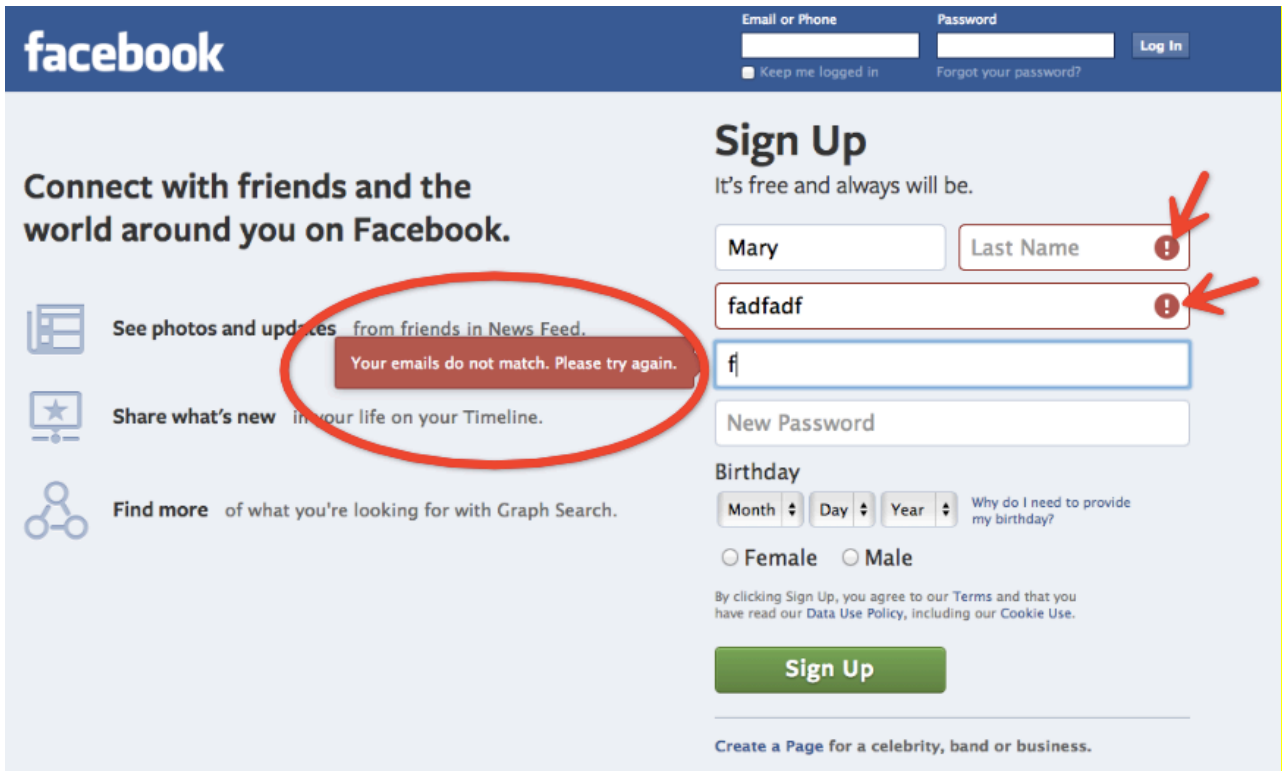 facebook
Email or Phone
Password
Log In
Keep me logged in
Forgot your password?
Connect with friends and the
world around you on Facebook.
See photos and updates from friends in News Feed.
Your emails do not match. Please try again.
Share what's new in your life on your Timeline.
Find more of what you're looking for with Graph Search.
Sign Up
It's free and always will be.
Mary
Last Name
fadfadf
f
New Password
Birthday
Month Day Year
Why do I need to provide
my birthday?
Female Male
By clicking Sign Up, you agree to our Terms and that you
have read our Data Use Policy, including our Cookie Use.
Sign Up
Create a Page for a celebrity, band or business.